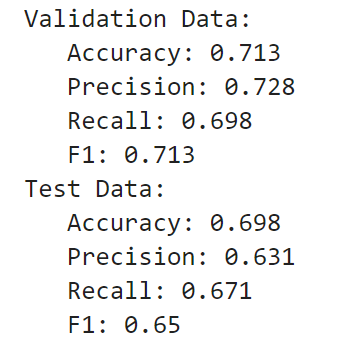 Validation Data:
Accuracy: 0.713
Precision: 0.728
Recall: 0.698
F1: 0.713
Test Data:
Accuracy: 0.698
Precision: 0.631
Recall: 0.671
F1: 0.65